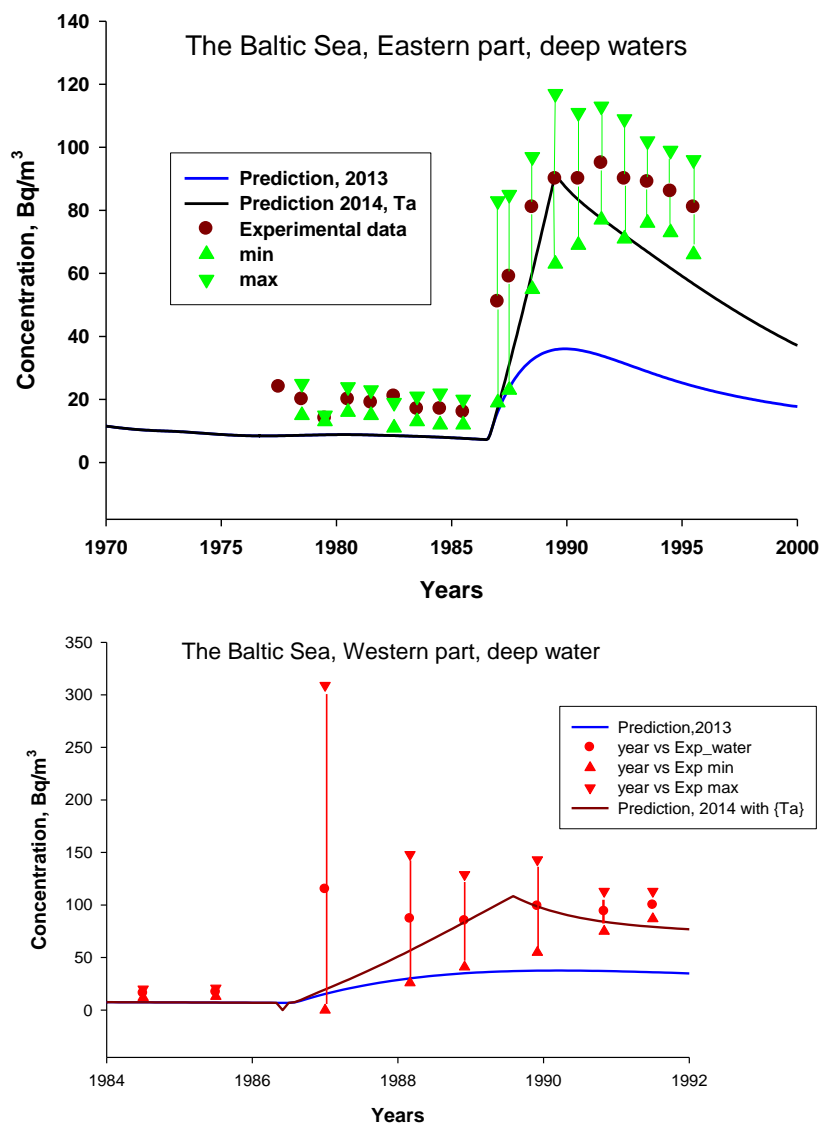 The Baltic Sea, Eastern part, deep waters
140
120
100
80
60
40
20
0
Concentration, Bq/m³
Prediction, 2013
Prediction 2014, Ta
Experimental data
min
max
1970 1975 1980 1985 1990 1995 2000
Years
The Baltic Sea, Western part, deep water
350
300
250
200
150
100
50
0
Concentration, Bq/m³
Prediction,2013
year vs Exp_water
year vs Exp min
year vs Exp max
Prediction, 2014 with {Ta}
1984 1986 1988 1990 1992
Years